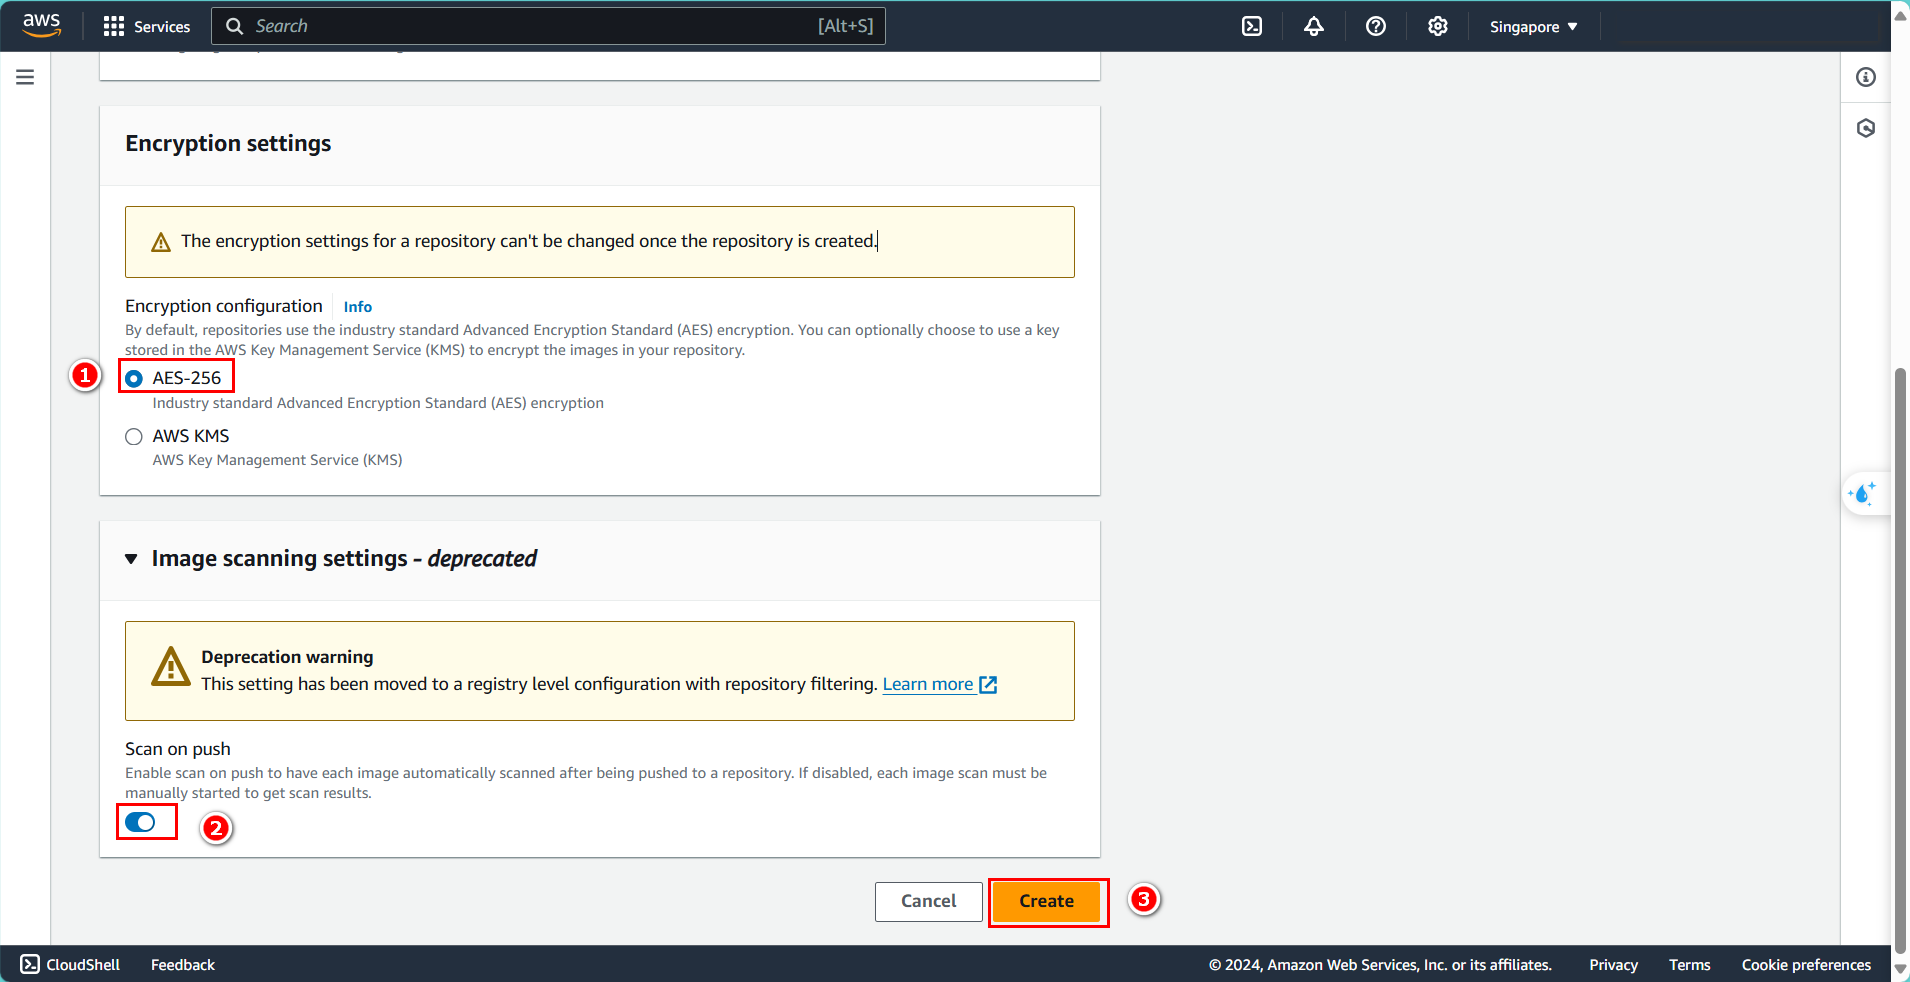 aws
Services
Search
[Alt+S]
Singapore
Encryption settings
The encryption settings for a repository can't be changed once the repository is created.
Encryption configuration
Info
By default, repositories use the industry standard Advanced Encryption Standard (AES) encryption. You can optionally choose to use a key
stored in the AWS Key Management Service (KMS) to encrypt the images in your repository.
1
AES-256
Industry standard Advanced Encryption Standard (AES) encryption
AWS KMS
AWS Key Management Service (KMS)
Image scanning settings - deprecated
Deprecation warning
This setting has been moved to a registry level configuration with repository filtering. Learn more
Scan on push
Enable scan on push to have each image automatically scanned after being pushed to a repository. If disabled, each image scan must be
manually started to get scan results.
2
Cancel
Create
3
CloudShell
Feedback
© 2024, Amazon Web Services, Inc. or its affiliates.
Privacy
Terms
Cookie preferences